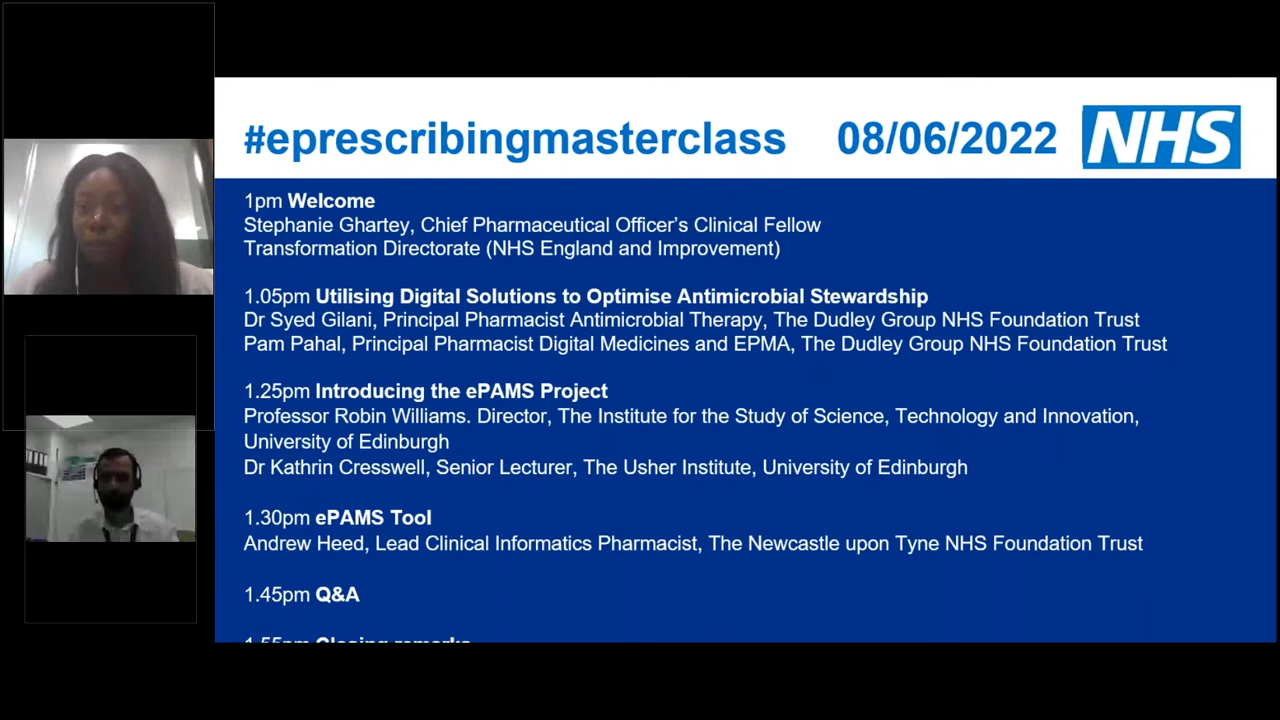 #eprescribingmasterclass 08/06/2022 NHS
1pm Welcome
Stephanie Ghartey, Chief Pharmaceutical Officer's Clinical Fellow
Transformation Directorate (NHS England and Improvement)
1.05pm Utilising Digital Solutions to Optimise Antimicrobial Stewardship
Dr Syed Gilani, Principal Pharmacist Antimicrobial Therapy, The Dudley Group NHS Foundation Trust
Pam Pahal, Principal Pharmacist Digital Medicines and EPMA, The Dudley Group NHS Foundation Trust
1.25pm Introducing the ePAMS Project
Professor Robin Williams. Director, The Institute for the Study of Science, Technology and Innovation,
University of Edinburgh
Dr Kathrin Cresswell, Senior Lecturer, The Usher Institute, University of Edinburgh
1.30pm ePAMS Tool
Andrew Heed, Lead Clinical Informatics Pharmacist, The Newcastle upon Tyne NHS Foundation Trust
1.45pm Q&A
1.55pm Closing remarks